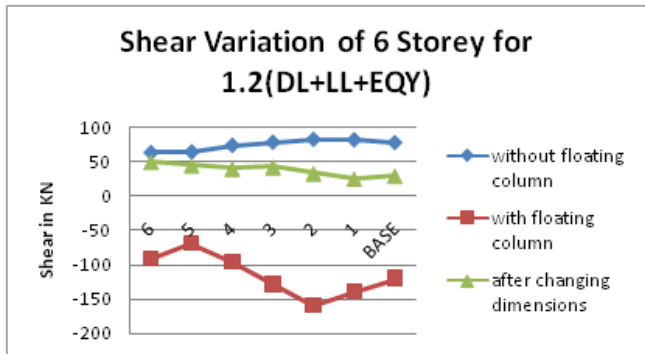 Shear Variation of 6 Storey for
1.2(DL+LL+EQY)
Shear in KN
100
50
0
-50
-100
-150
-200
6
5
4
3
2
1
BASE
without floating
column
with floating
column
after changing
dimensions